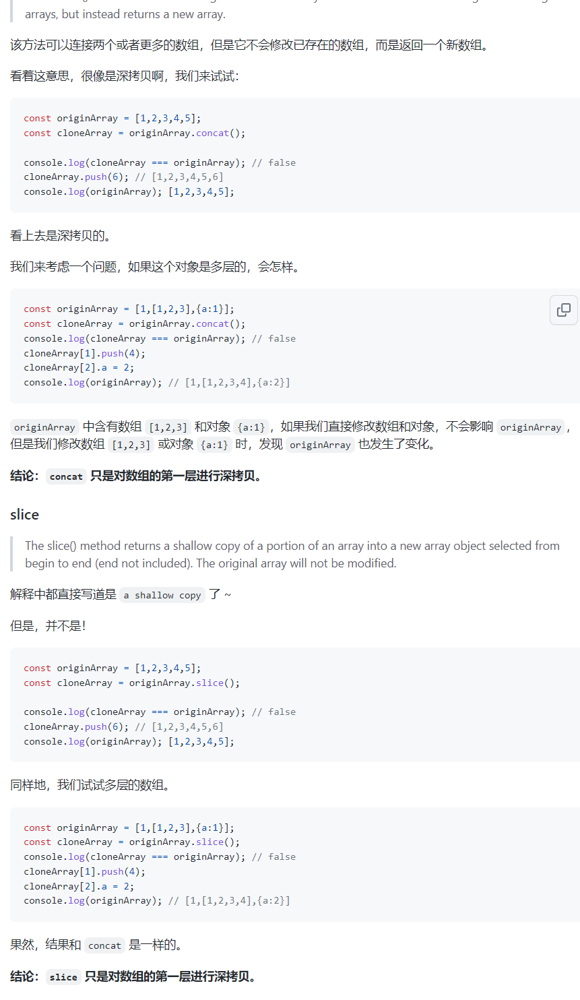 arrays, but instead returns a new array.
该方法可以连接两个或者更多的数组，但是它不会修改已存在的数组，而是返回一个新数组。
看着这意思，很像是深拷贝啊，我们来试试：
const originArray = [1,2,3,4,5];
const cloneArray = originArray.concat();
console.log(cloneArray === originArray); // false
cloneArray.push(6); // [1,2,3,4,5,6]
console.log(originArray); [1,2,3,4,5];
看上去是深拷贝的。
我们来考虑一个问题，如果这个对象是多层的，会怎样。
const originArray = [1,[1,2,3],{a:1}];
const cloneArray = originArray.concat();
console.log(cloneArray === originArray); // false
cloneArray[1].push(4);
cloneArray[2].a = 2;
console.log(originArray); // [1,[1,2,3,4],{a:2}]
originArray 中含有数组 [1,2,3] 和对象 {a:1}，如果我们直接修改数组和对象，不会影响 originArray，
但是我们修改数组 [1,2,3] 或对象 {a:1} 时，发现 originArray 也发生了变化。
结论：concat 只是对数组的第一层进行深拷贝。
slice
The slice() method returns a shallow copy of a portion of an array into a new array object selected from
begin to end (end not included). The original array will not be modified.
解释中都直接写道是 a shallow copy 了 ~
但是，并不是！
const originArray = [1,2,3,4,5];
const cloneArray = originArray.slice();
console.log(cloneArray === originArray); // false
cloneArray.push(6); // [1,2,3,4,5,6]
console.log(originArray); [1,2,3,4,5];
同样地，我们试试多层的数组。
const originArray = [1,[1,2,3],{a:1}];
const cloneArray = originArray.slice();
console.log(cloneArray === originArray); // false
cloneArray[1].push(4);
cloneArray[2].a = 2;
console.log(originArray); // [1,[1,2,3,4],{a:2}]
果然，结果和 concat 是一样的。
结论：slice 只是对数组的第一层进行深拷贝。